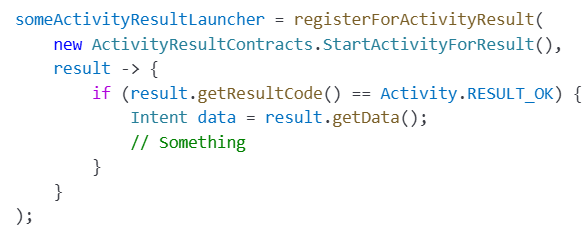 someActivityResultLauncher = registerForActivityResult(
    new ActivityResultContracts.StartActivityForResult(),
    result -> {
        if (result.getResultCode() == Activity.RESULT_OK) {
            Intent data = result.getData();
            // Something
        }
    }
);